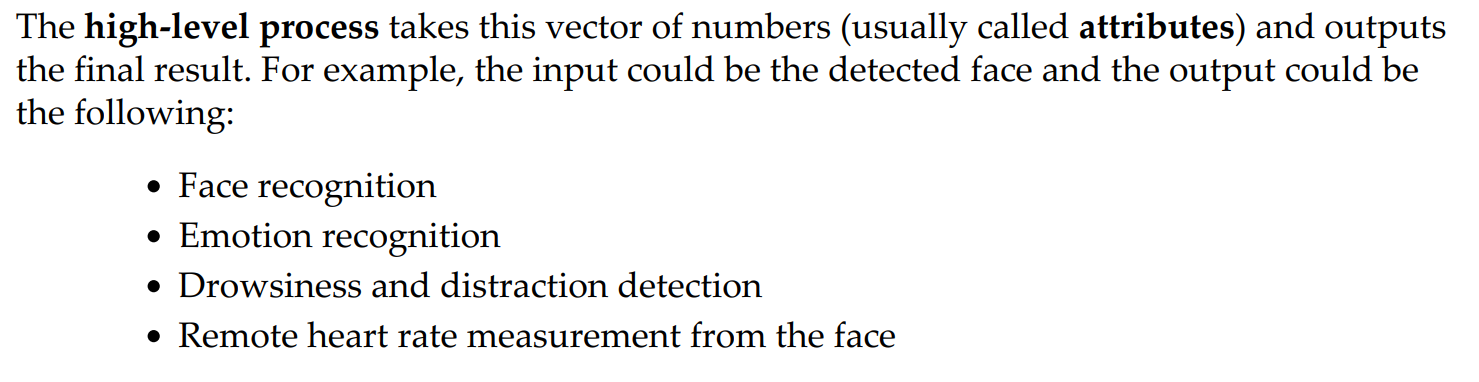 The high-level process takes this vector of numbers (usually called attributes) and outputs
the final result. For example, the input could be the detected face and the output could be
the following:
• Face recognition
• Emotion recognition
• Drowsiness and distraction detection
• Remote heart rate measurement from the face